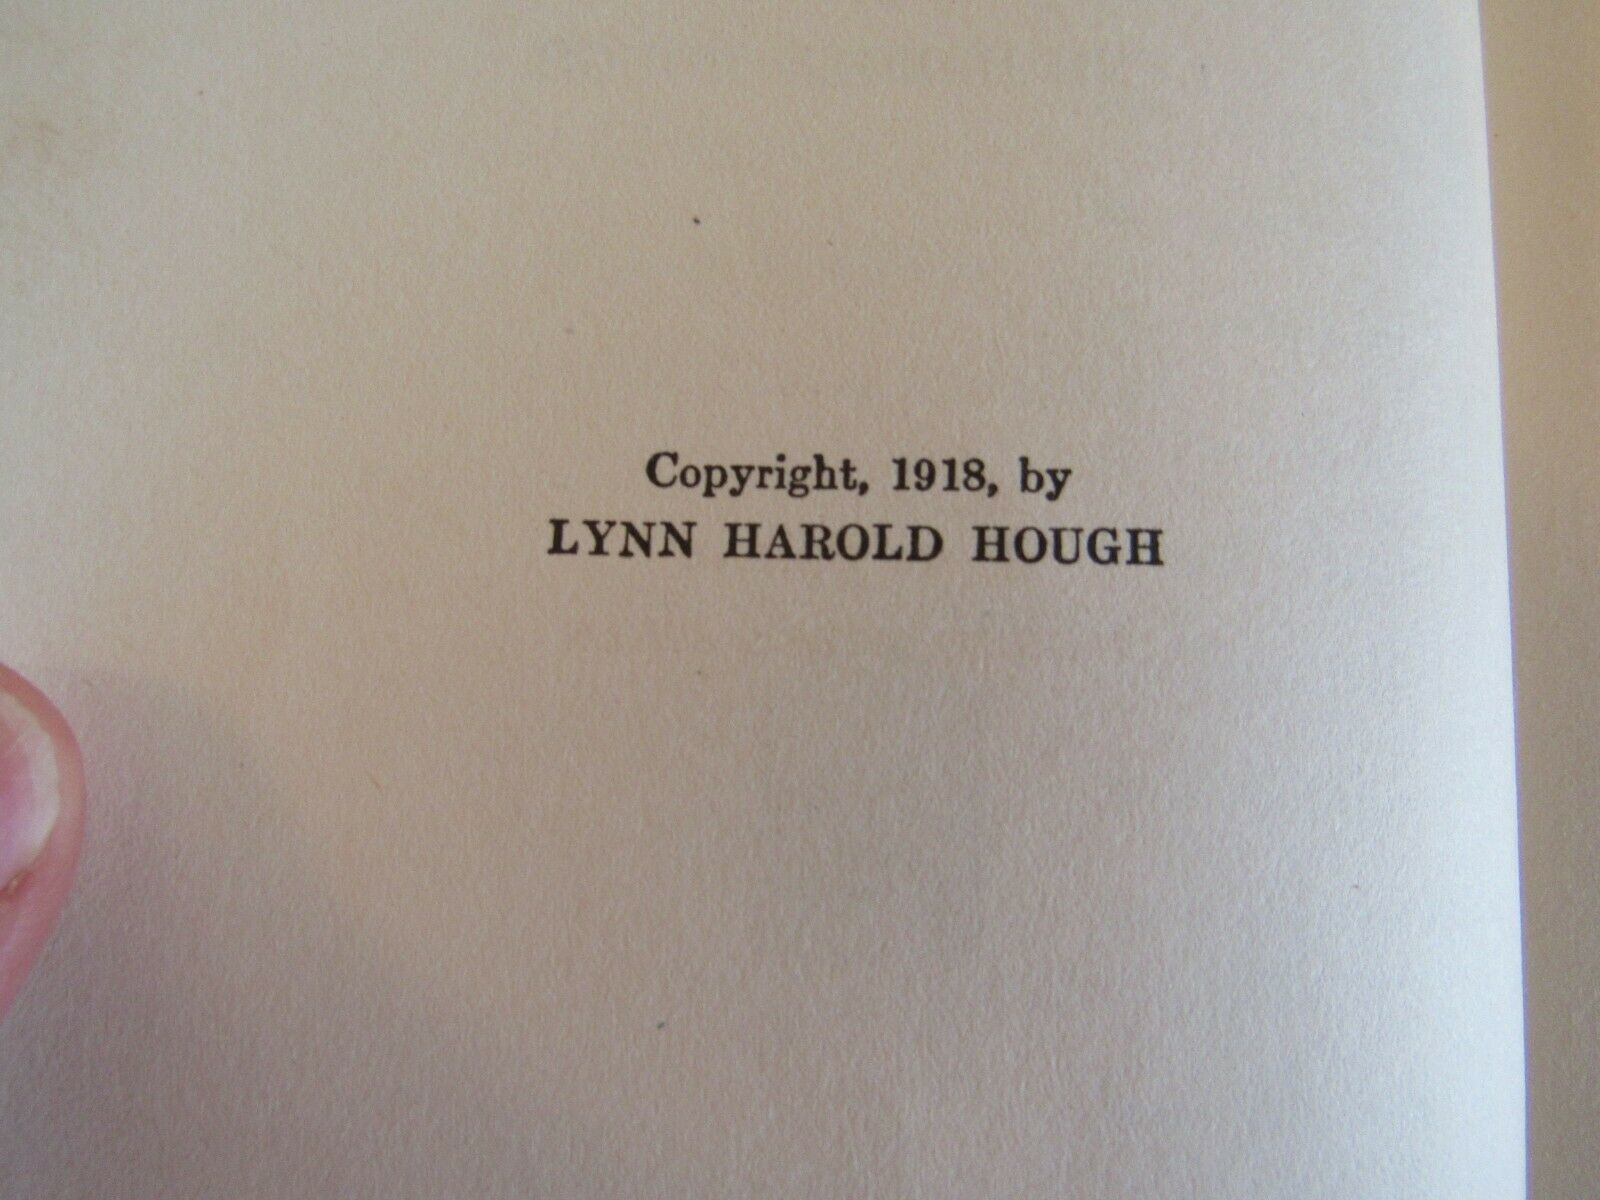 Copyright, 1918, by
LYNN HAROLD HOUGH